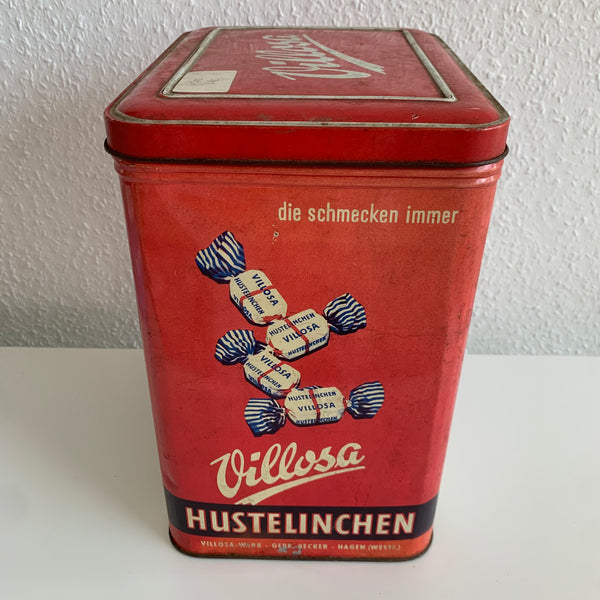 Villosa
die schmecken immer
VILLOSA
HUSTELINCHEN
HUSTELINCHEN
VILLOSA
VILLOSA
HUSTELINCHEN
HUSTELINCHEN
VILLOSA
HUSTELINCHEN
Villosa
HUSTELINCHEN
VILLOSA-WERK · GEBR. BECKER · HAGEN (WESTF.)